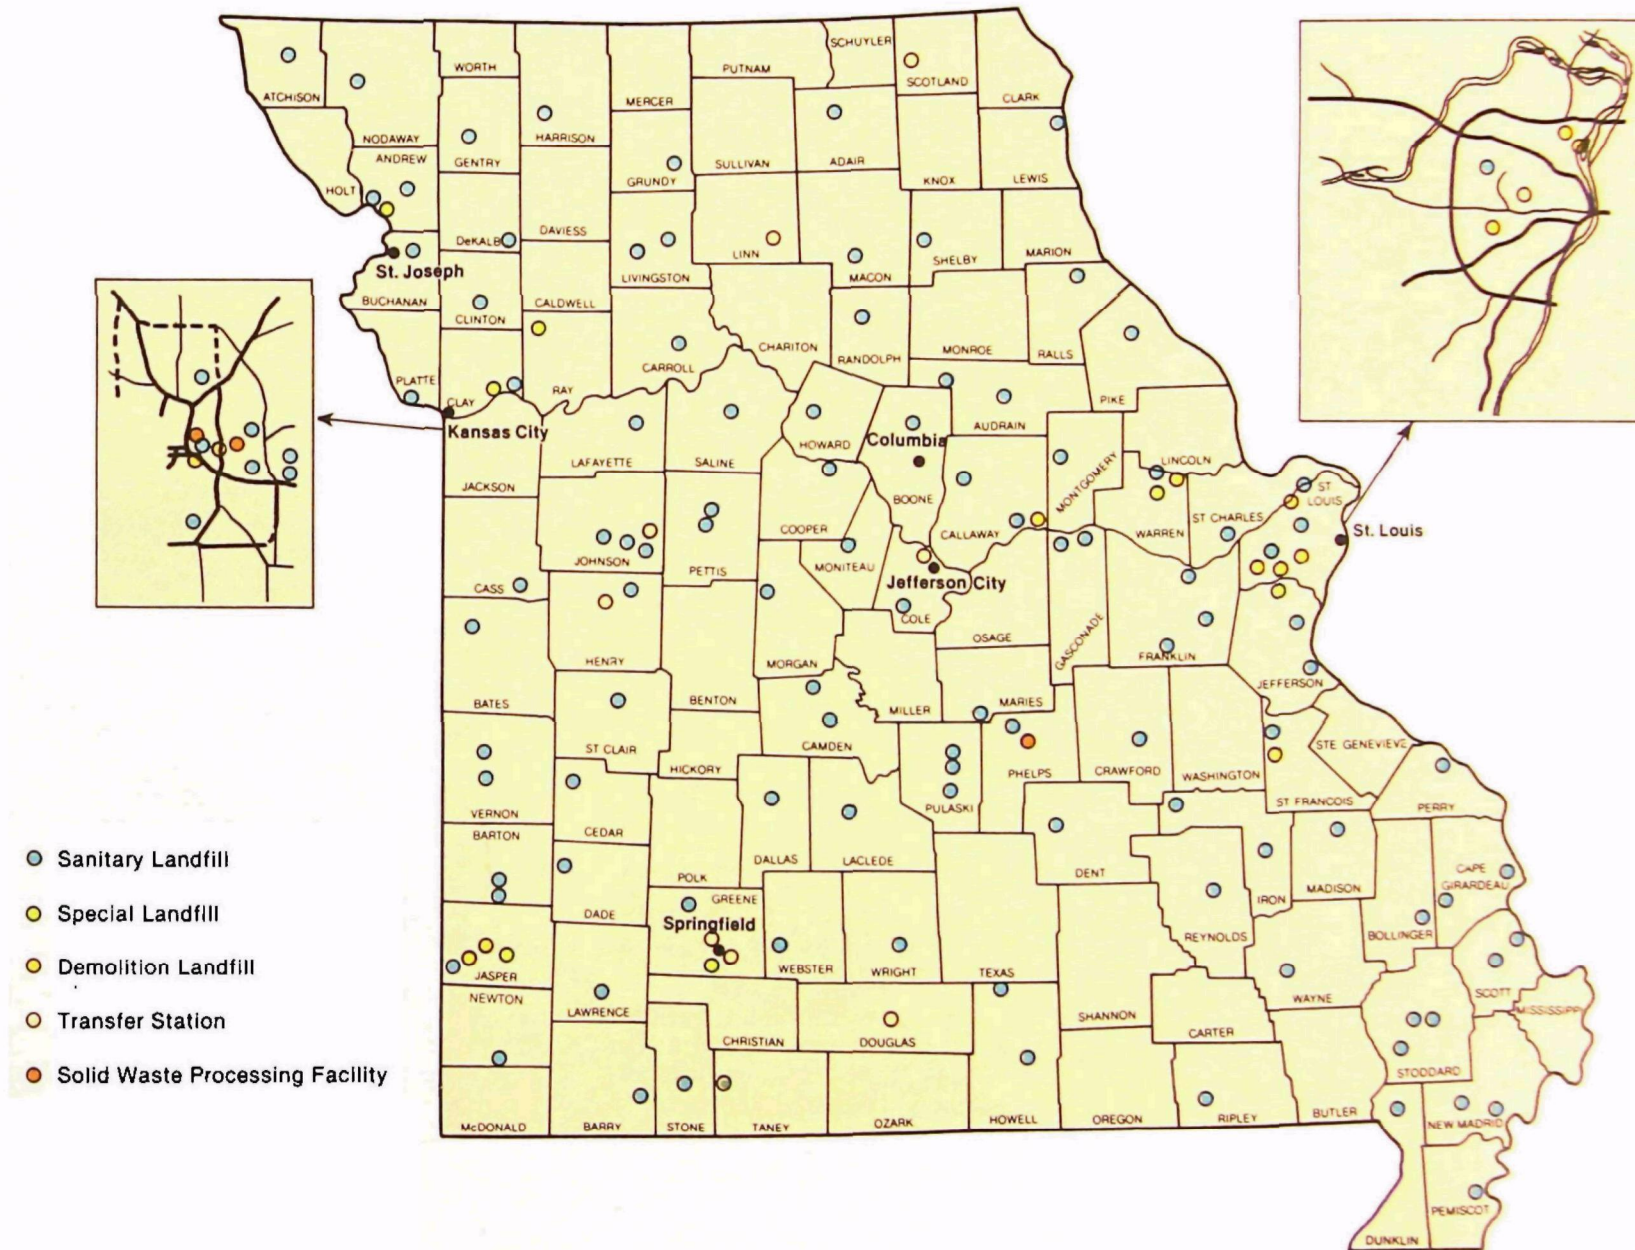 SCHUYLER
WORTH
PUTNAM
SCOTLAND
ATCHISON
MERCER
CLARK
NODAWAY
HARRISON
ANDREW
GENTRY
SULLIVAN
ADAIR
GRUNDY
KNOX
LEWIS
HOLT
DAVIESS
DeKALB
LINN
SHELBY
MARION
St. Joseph
LIVINGSTON
MACON
BUCHANAN
CALDWELL
CLINTON
CHARITON
RANDOLPH
MONROE
RALLS
CARROLL
PLATTE
RAY
CLAY
PIKE
Kansas City
HOWARD
Columbia
AUDRAIN
LAFAYETTE
SALINE
LINCOLN
MONTGOMERY
JACKSON
BOONE
ST LOUIS
ST CHARLES
COOPER
CALLAWAY
WARREN
St. Louis
JOHNSON
PETTIS
MONITEAU
Jefferson City
CASS
COLE
OSAGE
GASCONADE
HENRY
MORGAN
FRANKLIN
JEFFERSON
BATES
BENTON
MILLER
MARIES
ST CLAIR
CAMDEN
STE. GENEVIEVE
HICKORY
PHELPS
CRAWFORD
WASHINGTON
PULASKI
ST FRANCOIS
PERRY
VERNON
BARTON
CEDAR
DALLAS
LACLEDE
DENT
CAPE GIRARDEAU
POLK
MADISON
IRON
GREENE
DADE
Springfield
REYNOLDS
BOLLINGER
JASPER
WEBSTER
WRIGHT
TEXAS
NEWTON
WAYNE
SCOTT
LAWRENCE
SHANNON
MISSISSIPPI
CARTER
CHRISTIAN
DOUGLAS
STODDARD
McDONALD
BARRY
STONE
TANEY
OZARK
HOWELL
OREGON
RIPLEY
BUTLER
NEW MADRID
PEMISCOT
DUNKLIN
Sanitary Landfill
Special Landfill
Demolition Landfill
Transfer Station
Solid Waste Processing Facility